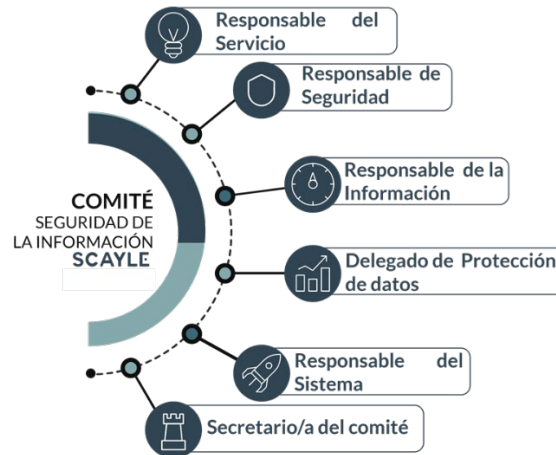 Responsable del
Servicio
Responsable de
Seguridad
Responsable de la
Información
COMITÉ
SEGURIDAD DE
LA INFORMACIÓN
SCAYLE
Delegado de Protección
de datos
Responsable del
Sistema
Secretario/a del comité